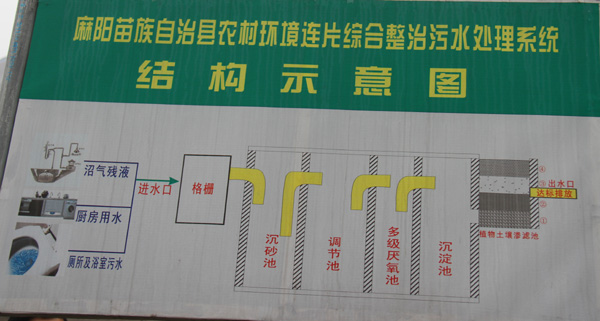 麻阳苗族自治县农村环境连片综合整治污水处理系统
结构示意图
沼气残液
厨房用水
厕所及浴室污水
进水口
格栅
沉砂池
调节池
多级厌氧池
沉淀池
④
③
出水口
达标排放
②
①
植物土壤渗滤池